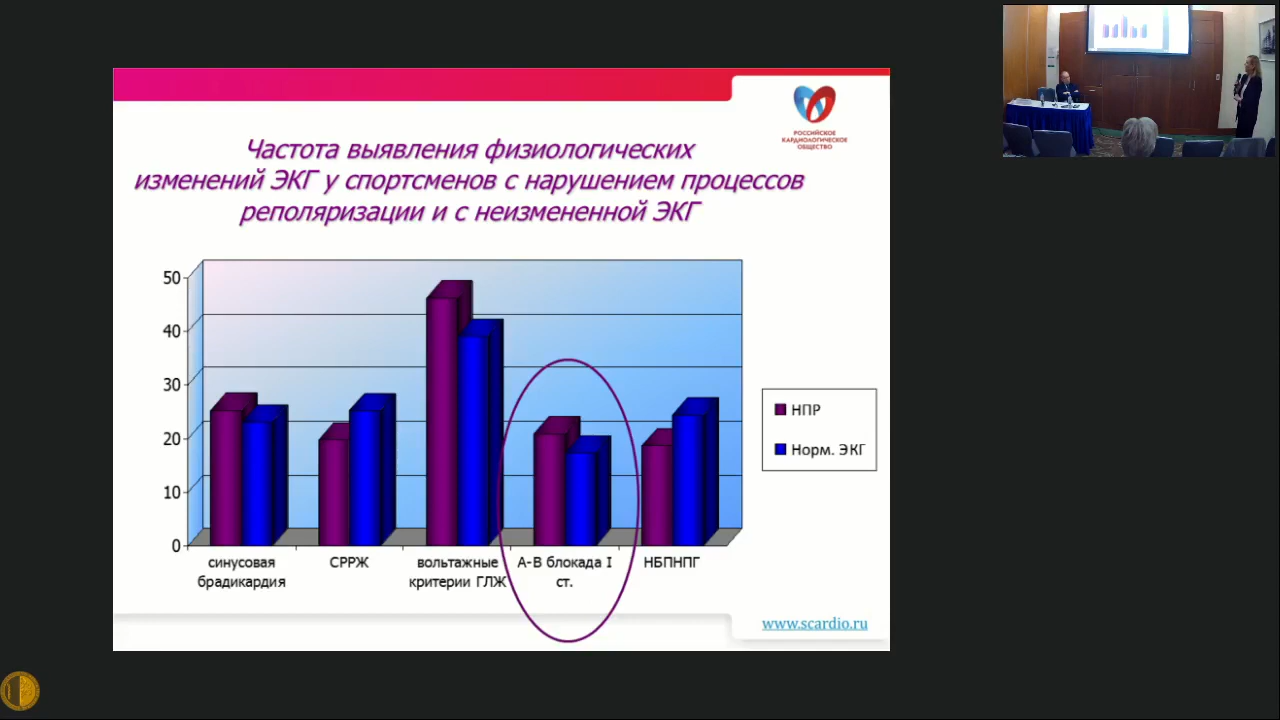 РОССИЙСКОЕ
КАРДИОЛОГИЧЕСКОЕ
ОБЩЕСТВО
Частота выявления физиологических
изменений ЭКГ у спортсменов с нарушением процессов
реполяризации и с неизмененной ЭКГ
50
40
30
20
10
0
синусовая
брадикардия
СРРЖ
вольтажные
критерии ГЛЖ
А-В блокада I
ст.
НБПНПГ
НПР
Норм. ЭКГ
www.scardio.ru